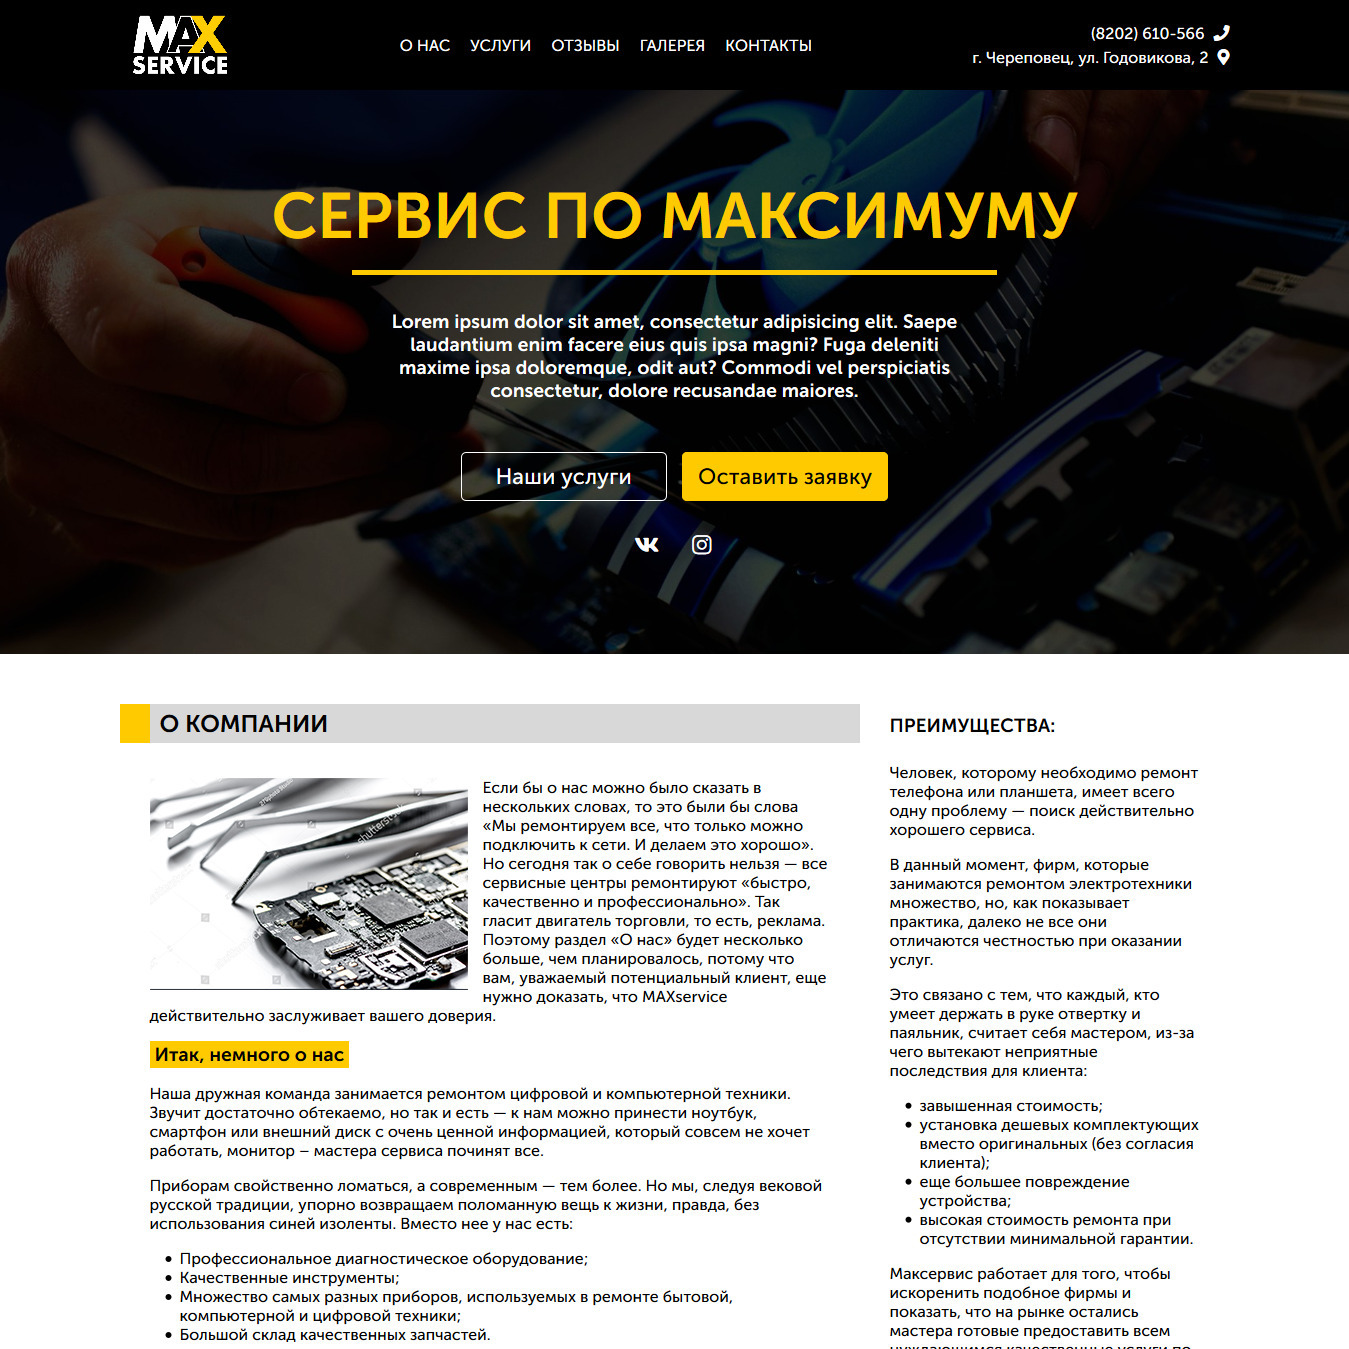 MAX
SERVICE
О НАС УСЛУГИ ОТЗЫВЫ ГАЛЕРЕЯ КОНТАКТЫ
(8202) 610-566
г. Череповец, ул. Годовикова, 2
СЕРВИС ПО МАКСИМУМУ
Lorem ipsum dolor sit amet, consectetur adipisicing elit. Saepe
laudantium enim facere eius quis ipsa magni? Fuga deleniti
maxime ipsa doloremque, odit aut? Commodi vel perspiciatis
consectetur, dolore recusandae maiores.
Наши услуги
Оставить заявку
О КОМПАНИИ
shutterstock
Если бы о нас можно было сказать в
нескольких словах, то это были бы слова
«Мы ремонтируем все, что только можно
подключить к сети. И делаем это хорошо».
Но сегодня так о себе говорить нельзя — все
сервисные центры ремонтируют «быстро,
качественно и профессионально». Так
гласит двигатель торговли, то есть, реклама.
Поэтому раздел «О нас» будет несколько
больше, чем планировалось, потому что
вам, уважаемый потенциальный клиент, еще
нужно доказать, что MAXservice
действительно заслуживает вашего доверия.
Итак, немного о нас
Наша дружная команда занимается ремонтом цифровой и компьютерной техники.
Звучит достаточно обтекаемо, но так и есть — к нам можно принести ноутбук,
смартфон или внешний диск с очень ценной информацией, который совсем не хочет
работать, монитор – мастера сервиса починят все.
Приборам свойственно ломаться, а современным — тем более. Но мы, следуя вековой
русской традиции, упорно возвращаем поломанную вещь к жизни, правда, без
использования синей изоленты. Вместо нее у нас есть:
Профессиональное диагностическое оборудование;
Качественные инструменты;
Множество самых разных приборов, используемых в ремонте бытовой,
компьютерной и цифровой техники;
Большой склад качественных запчастей.
ПРЕИМУЩЕСТВА:
Человек, которому необходимо ремонт
телефона или планшета, имеет всего
одну проблему — поиск действительно
хорошего сервиса.
В данный момент, фирм, которые
занимаются ремонтом электротехники
множество, но, как показывает
практика, далеко не все они
отличаются честностью при оказании
услуг.
Это связано с тем, что каждый, кто
умеет держать в руке отвертку и
паяльник, считает себя мастером, из-за
чего вытекают неприятные
последствия для клиента:
завышенная стоимость;
установка дешевых комплектующих
вместо оригинальных (без согласия
клиента);
еще большее повреждение
устройства;
высокая стоимость ремонта при
отсутствии минимальной гарантии.
Максервис работает для того, чтобы
искоренить подобное фирмы и
показать, что на рынке остались
мастера готовые предоставить всем
нуждающимся качественные услуги по